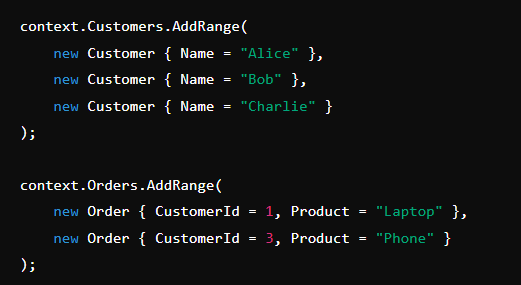 context.Customers.AddRange(
    new Customer { Name = "Alice" },
    new Customer { Name = "Bob" },
    new Customer { Name = "Charlie" }
);

context.Orders.AddRange(
    new Order { CustomerId = 1, Product = "Laptop" },
    new Order { CustomerId = 3, Product = "Phone" }
);